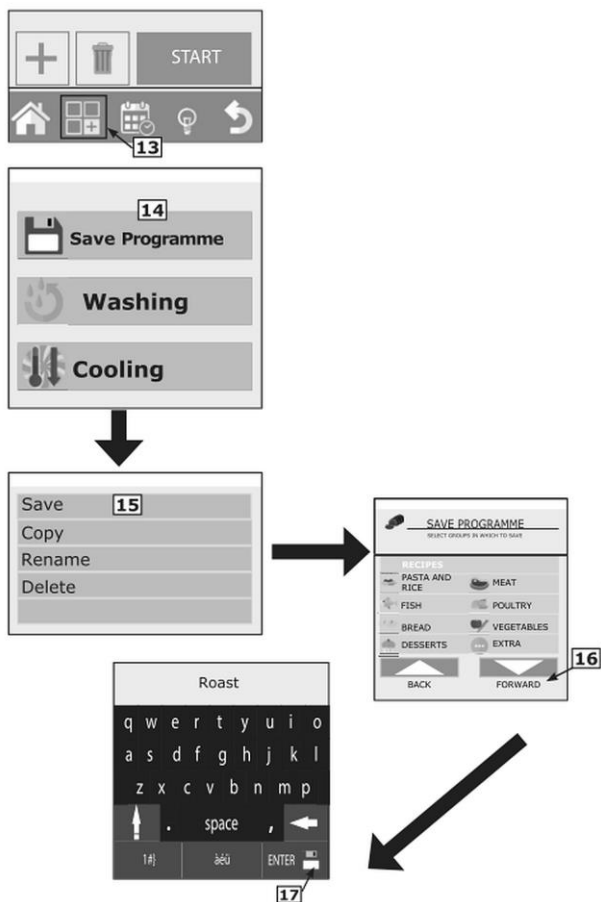 START
13
14
Save Programme
Washing
Cooling
Save 15
Copy
Rename
Delete
SAVE PROGRAMME
SELECT GROUPS IN WHICH TO SAVE
RECIPES
PASTA AND RICE MEAT
FISH POULTRY
BREAD VEGETABLES
DESSERTS EXTRA
16
BACK FORWARD
Roast
q w e r t y u i o
a s d f g h j k l
z x c v b n m p
. space ,
1#} àéü ENTER
17